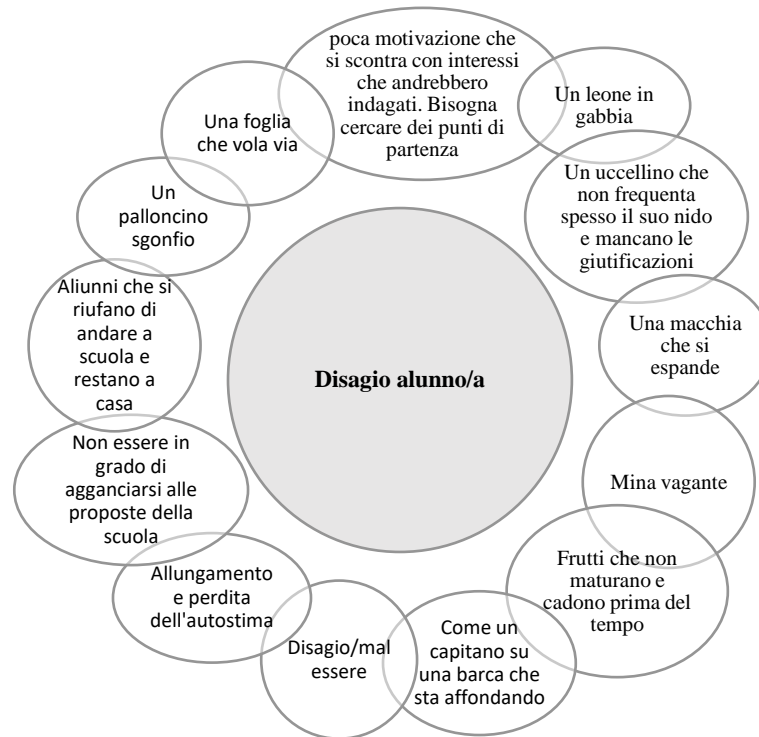 poca motivazione che
si scontra con interessi
che andrebbero
indagati. Bisogna
cercare dei punti di
partenza
Un leone in
gabbia
Un uccellino che
non frequenta
spesso il suo nido
e mancano le
giutificazioni
Una macchia
che si
espande
Mina vagante
Frutti che non
maturano e
cadono prima del
tempo
Come un
capitano su
una barca che
sta affondando
Disagio/mal
essere
Allungamento
e perdita
dell'autostima
Non essere in
grado di
agganciarsi alle
proposte della
scuola
Aliunni che si
riufano di
andare a
scuola e
restano a
casa
Un
palloncino
sgonfio
Una foglia
che vola via
Disagio alunno/a